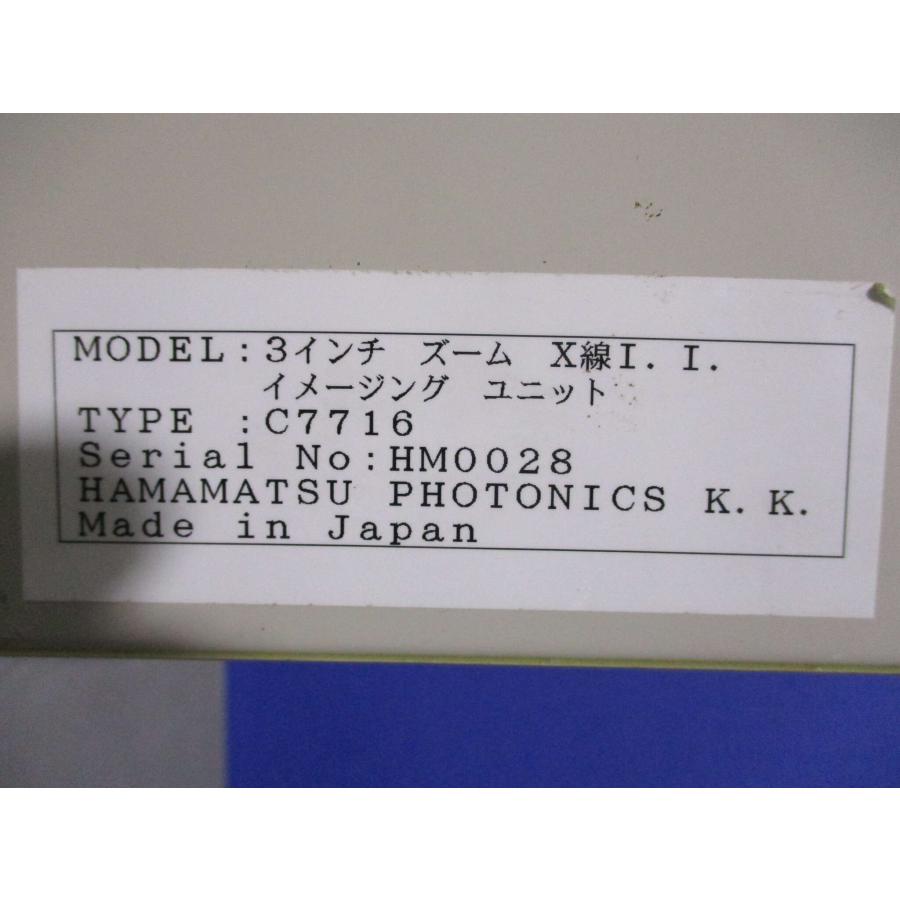 MODEL:3インチ ズーム X線I. I.
イメージング ユニット
TYPE :C7716
Serial No:HM0028
HAMAMATSU PHOTONICS K. K.
Made in Japan